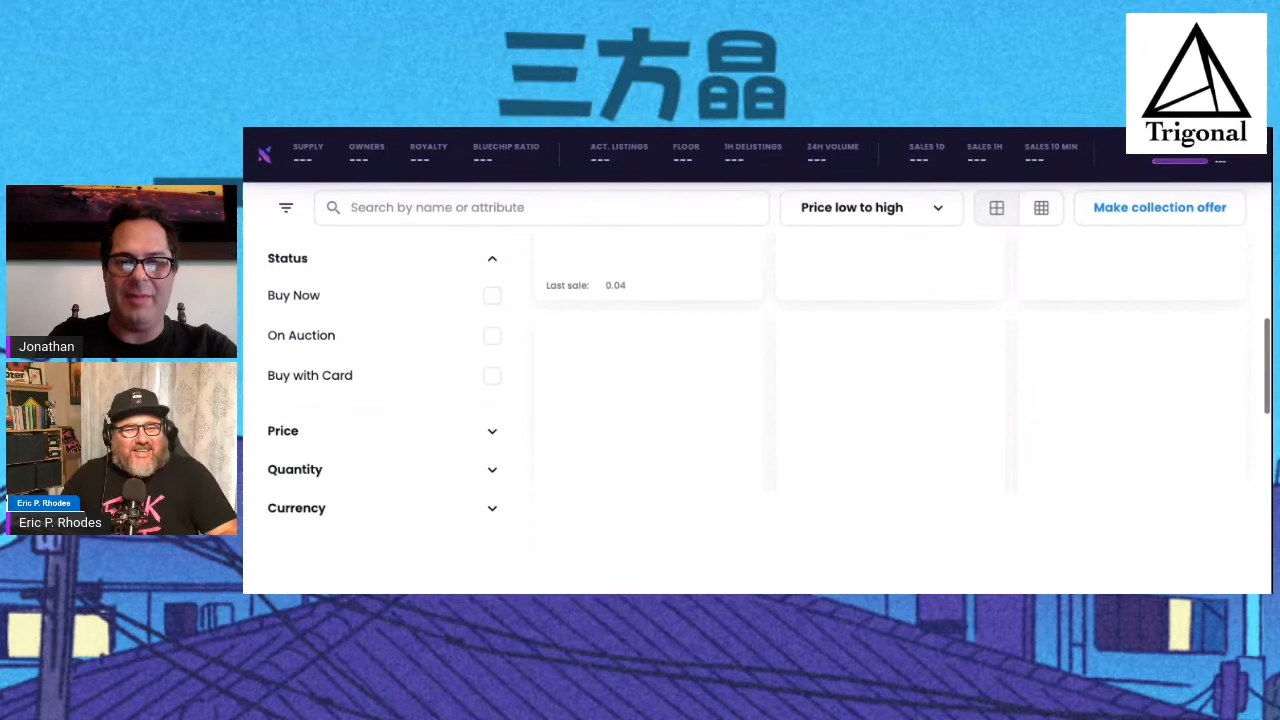 三方晶
Trigonal
SUPPLY OWNERS ROYALTY BLUECHIP RATIO ACT. LISTINGS FLOOR 1H DELISTINGS 24H VOLUME SALES 1D SALES 1H SALES 10 MIN
--- --- --- --- --- --- --- --- --- --- --- ---
Search by name or attribute
Price low to high
Make collection offer
Status
Buy Now
On Auction
Buy with Card
Price
Quantity
Currency
Last sale: 0.04
Jonathan
Eric P. Rhodes
Eric P. Rhodes